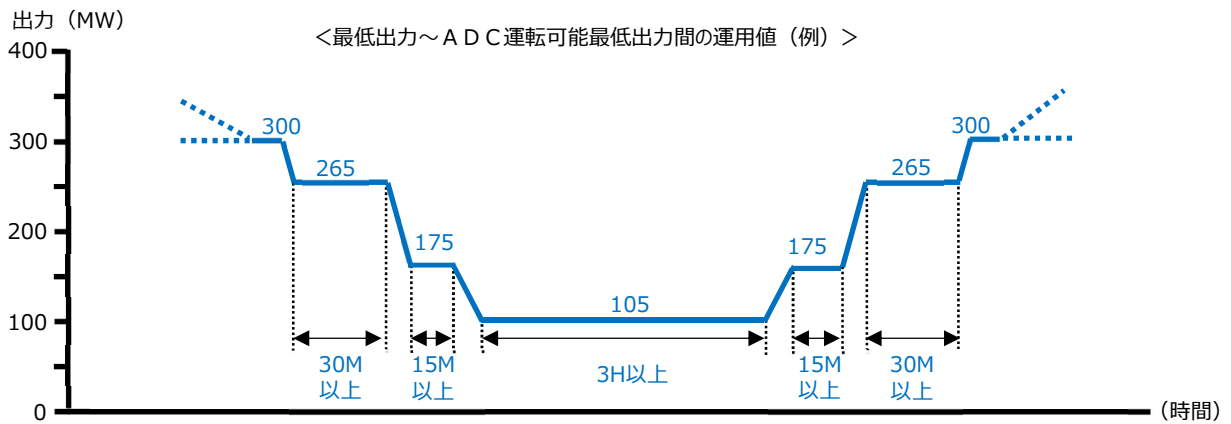 出力（MW）
＜最低出力～ＡＤＣ運転可能最低出力間の運用値（例）＞
400
300
200
100
0
300
265
175
105
175
265
300
30M
以上
15M
以上
3H以上
15M
以上
30M
以上
（時間）